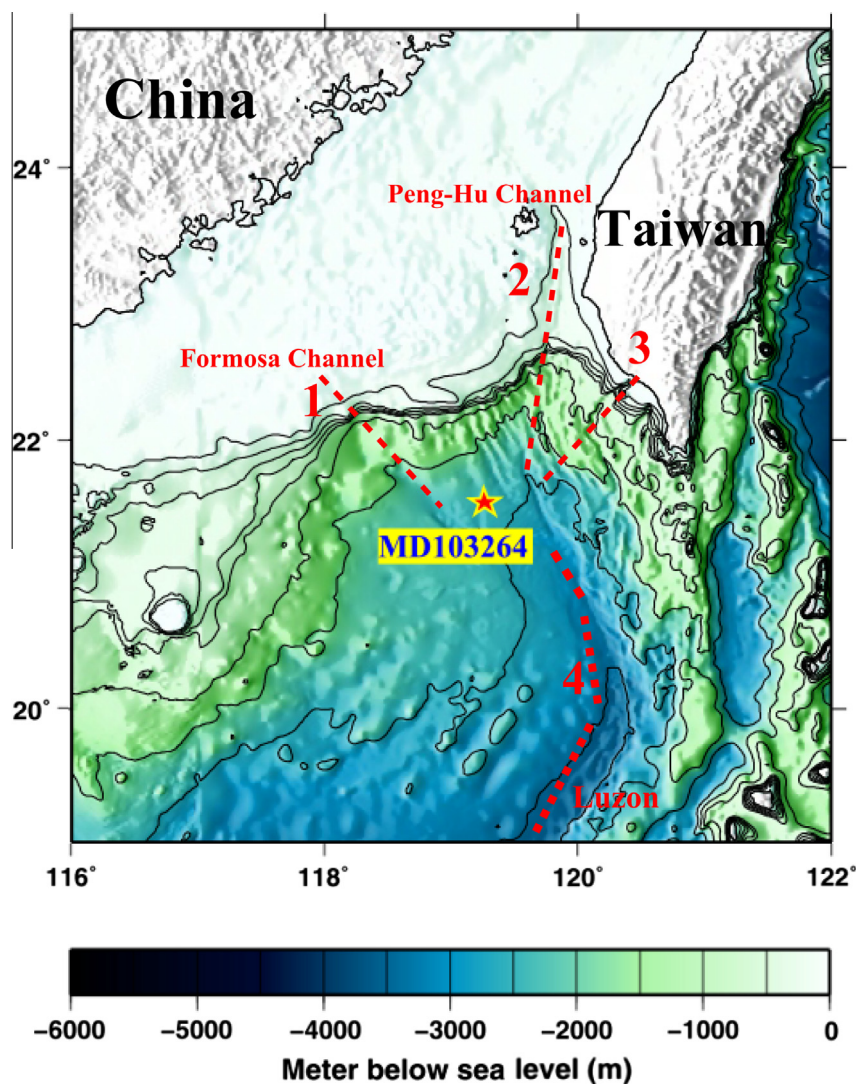 China
24°
Peng-Hu Channel
Taiwan
2
Formosa Channel
3
1
22°
MD103264
4
20°
Luzon
116°
118°
120°
122°
−6000
−5000
−4000
−3000
−2000
−1000
0
Meter below sea level (m)